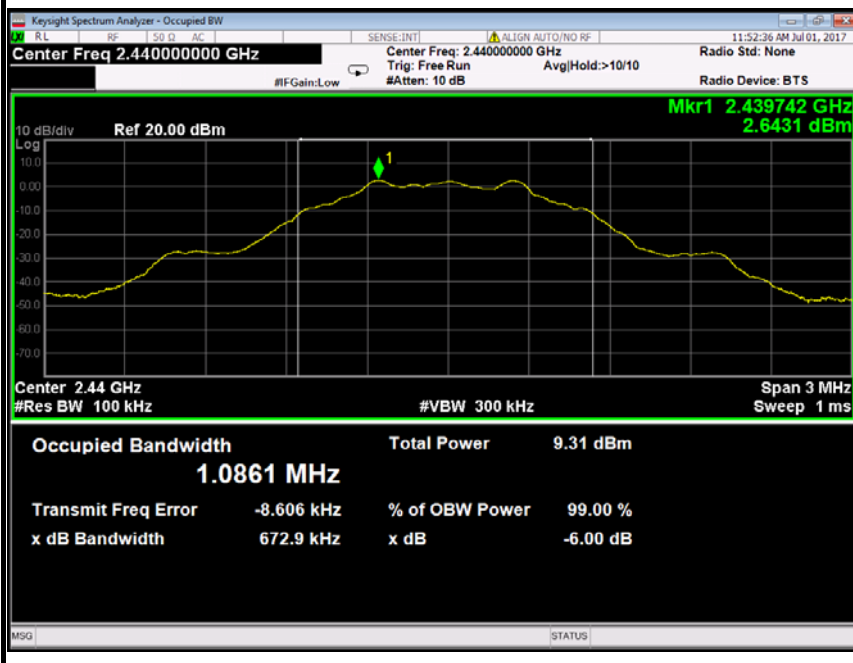 Keysight Spectrum Analyzer - Occupied BW
RL RF 50 Ω AC SENSE:INT ALIGN AUTO/NO RF 11:52:36 AM Jul 01, 2017
Center Freq 2.440000000 GHz Center Freq: 2.440000000 GHz Radio Std: None
Trig: Free Run Avg|Hold:>10/10
#IFGain:Low #Atten: 10 dB Radio Device: BTS
Mkr1 2.439742 GHz
10 dB/div Ref 20.00 dBm 2.6431 dBm
Log
10.0
1
0.00
-10.0
-20.0
-30.0
-40.0
-50.0
-60.0
-70.0
Center 2.44 GHz Span 3 MHz
#Res BW 100 kHz #VBW 300 kHz Sweep 1 ms
Occupied Bandwidth Total Power 9.31 dBm
1.0861 MHz
Transmit Freq Error -8.606 kHz % of OBW Power 99.00 %
x dB Bandwidth 672.9 kHz x dB -6.00 dB
MSG STATUS